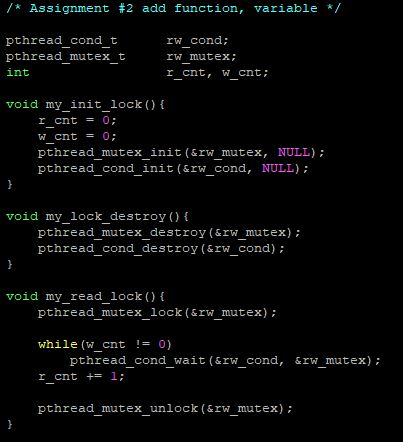 /* Assignment #2 add function, variable */
pthread_cond_t      rw_cond;
pthread_mutex_t     rw_mutex;
int                 r_cnt, w_cnt;
void my_init_lock(){
    r_cnt = 0;
    w_cnt = 0;
    pthread_mutex_init(&rw_mutex, NULL);
    pthread_cond_init(&rw_cond, NULL);
}
void my_lock_destroy(){
    pthread_mutex_destroy(&rw_mutex);
    pthread_cond_destroy(&rw_cond);
}
void my_read_lock(){
    pthread_mutex_lock(&rw_mutex);
    while(w_cnt != 0)
        pthread_cond_wait(&rw_cond, &rw_mutex);
    r_cnt += 1;
    pthread_mutex_unlock(&rw_mutex);
}